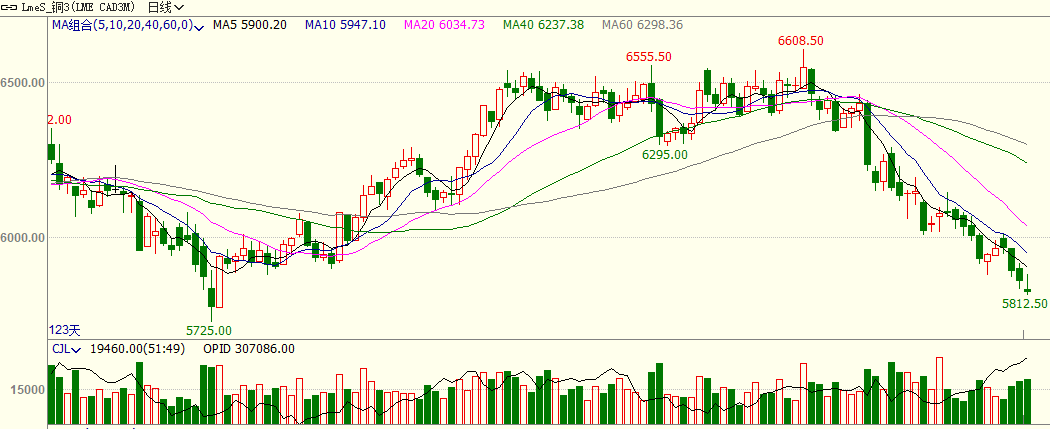 LmeS_铜3(LME CAD3M) 日线
MA组合(5,10,20,40,60,0) MA5 5900.20 MA10 5947.10 MA20 6034.73 MA40 6237.38 MA60 6298.36
6608.50
6555.50
6500.00
2.00
6295.00
6000.00
5812.50
123天
5725.00
CJL 19460.00(51:49) OPID 307086.00
15000